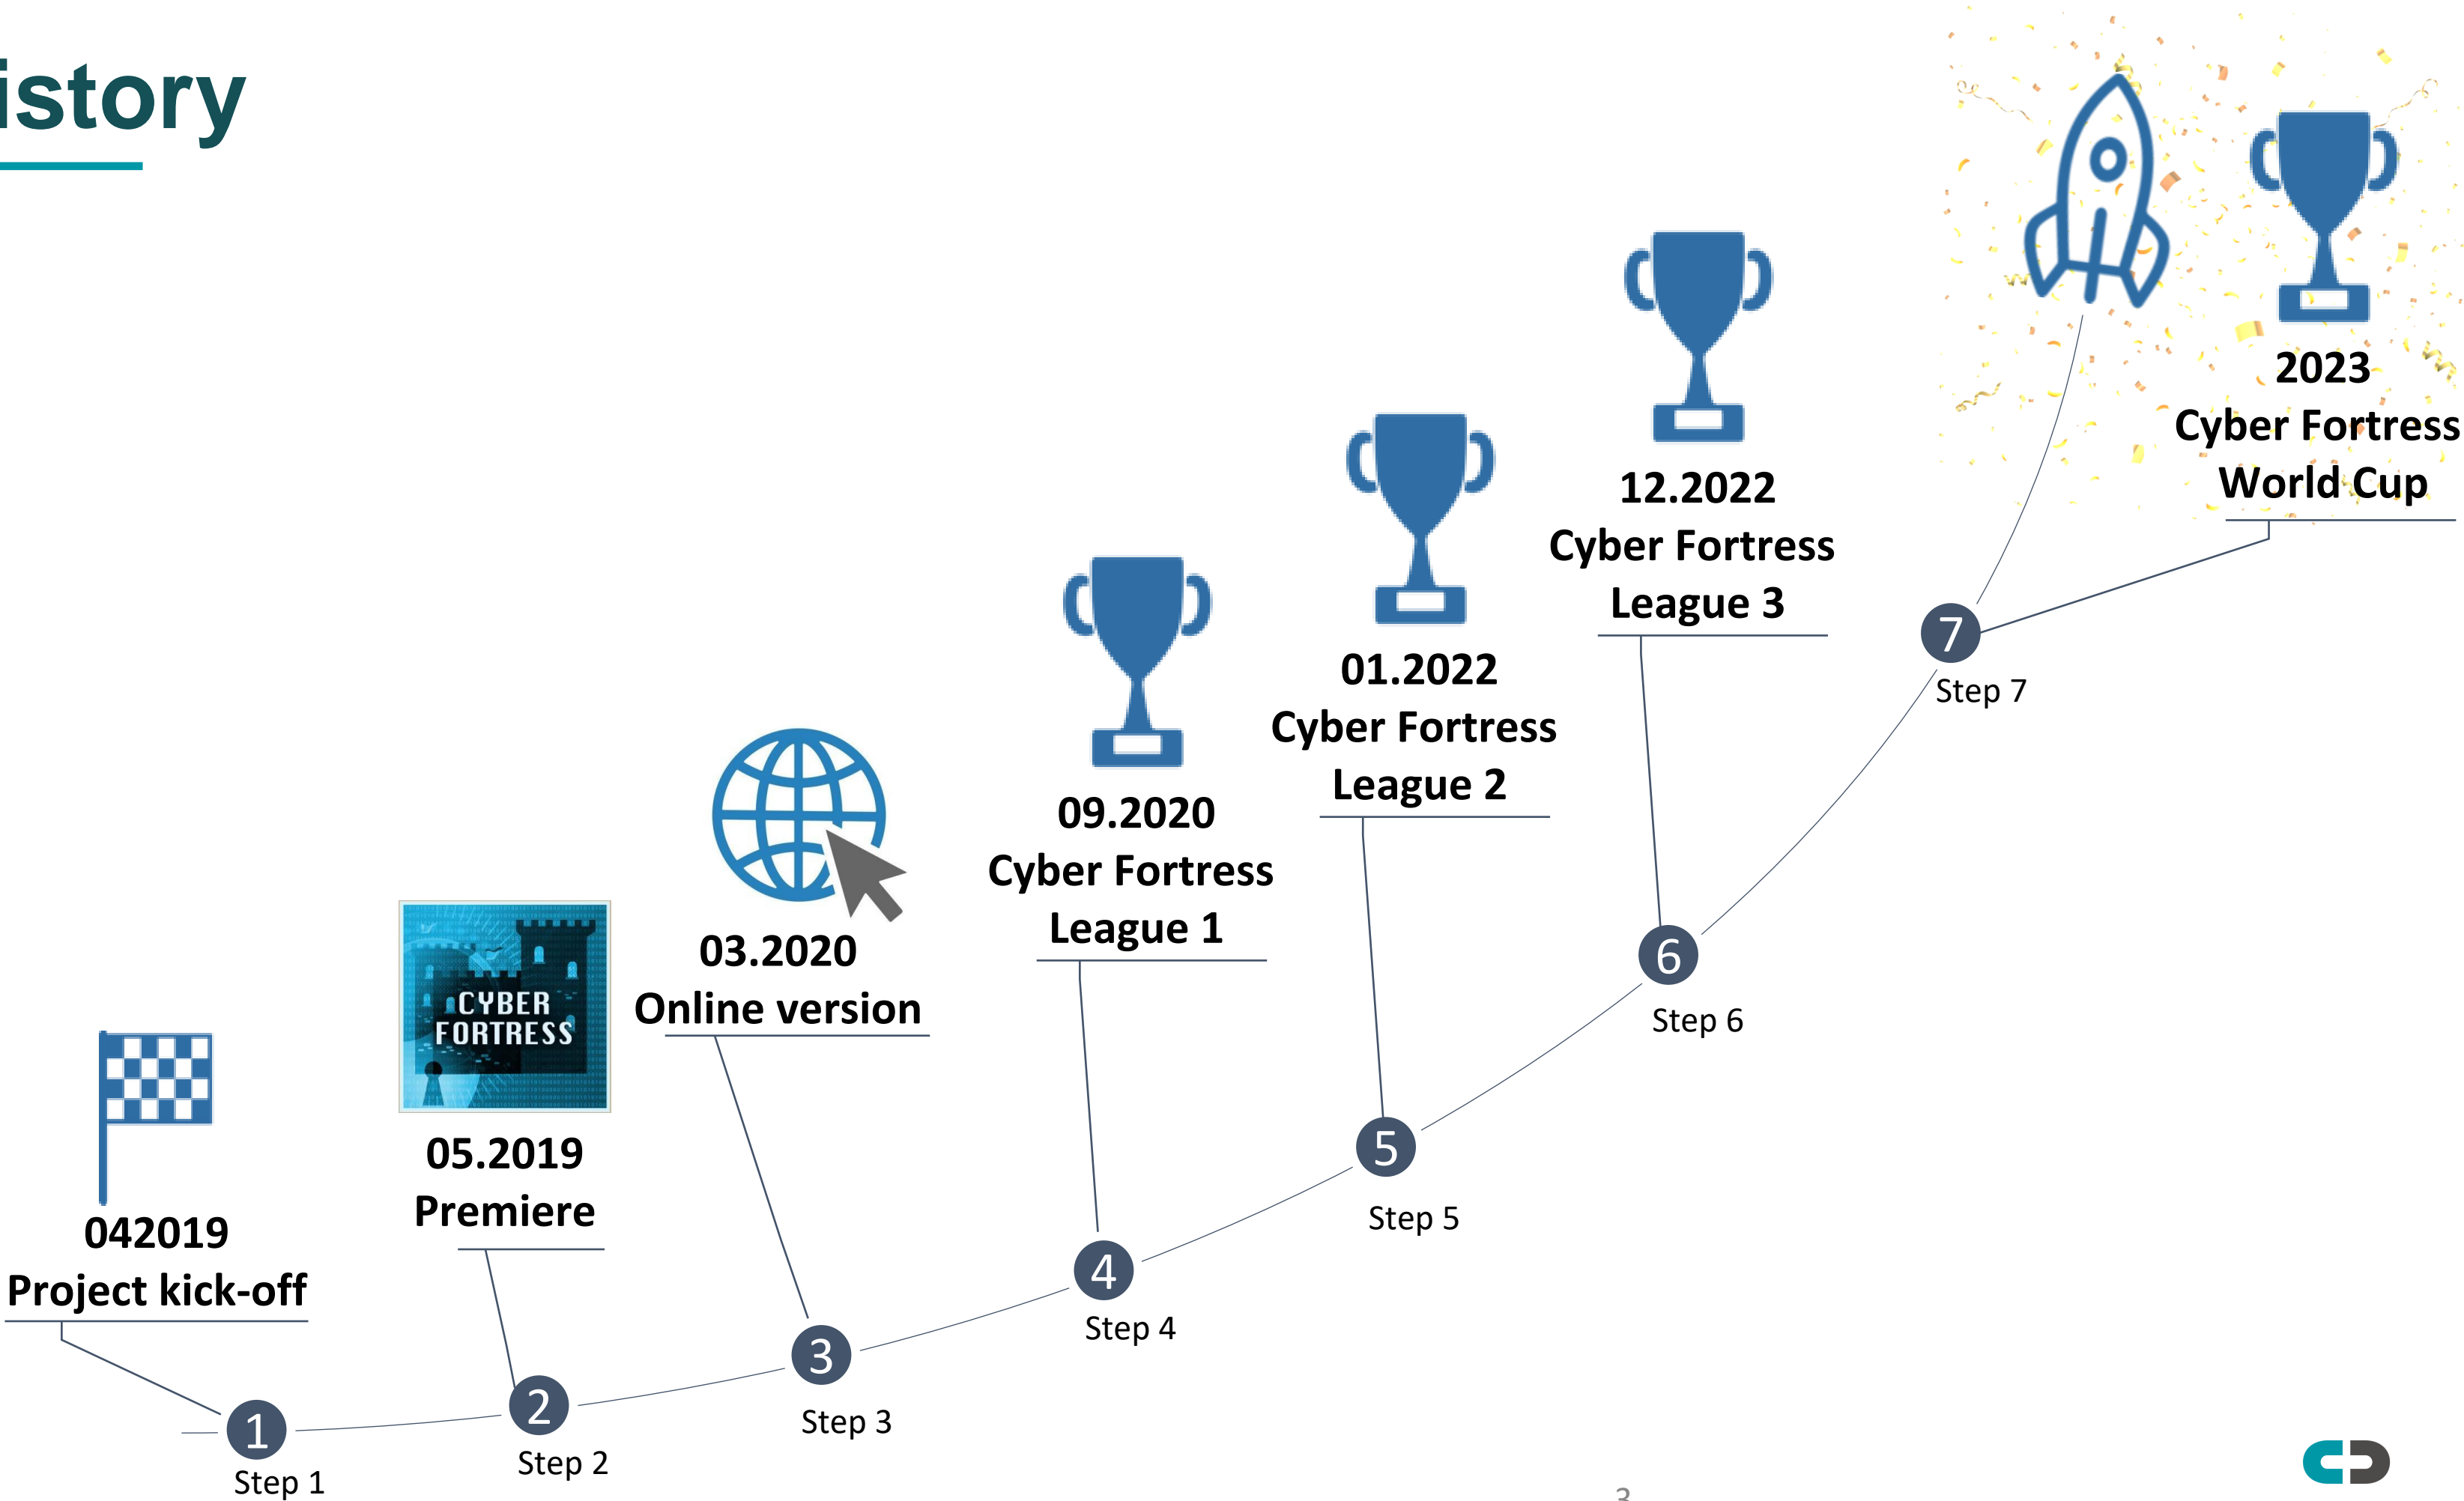 istory
042019
Project kick-off
CYBER
FORTRESS
05.2019
Premiere
03.2020
Online version
09.2020
Cyber Fortress
League 1
01.2022
Cyber Fortress
League 2
12.2022
Cyber Fortress
League 3
2023
Cyber Fortress
World Cup
1
Step 1
2
Step 2
3
Step 3
4
Step 4
5
Step 5
6
Step 6
7
Step 7
3